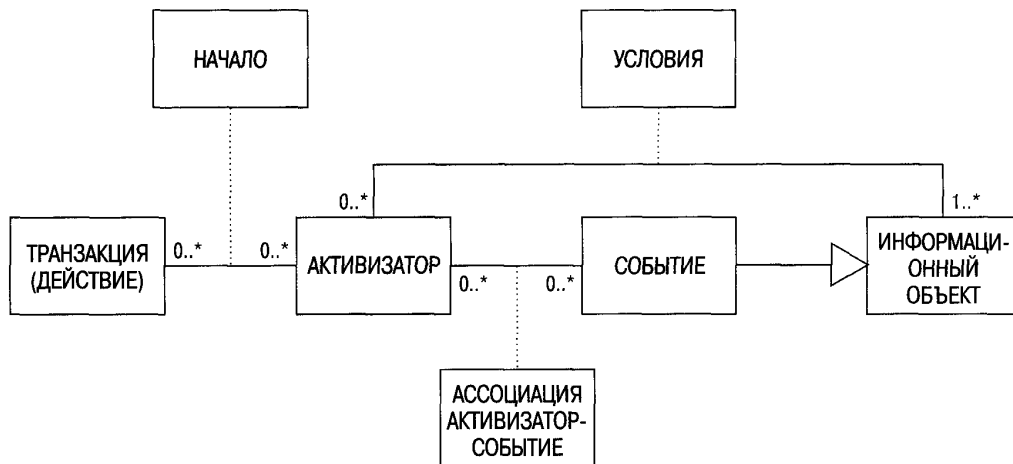 НАЧАЛО
УСЛОВИЯ
0..*
1..*
ТРАНЗАКЦИЯ
(ДЕЙСТВИЕ)
0..*
0..*
АКТИВИЗАТОР
0..*
0..*
СОБЫТИЕ
ИНФОРМАЦИ-
ОННЫЙ
ОБЪЕКТ
АССОЦИАЦИЯ
АКТИВИЗАТОР-
СОБЫТИЕ